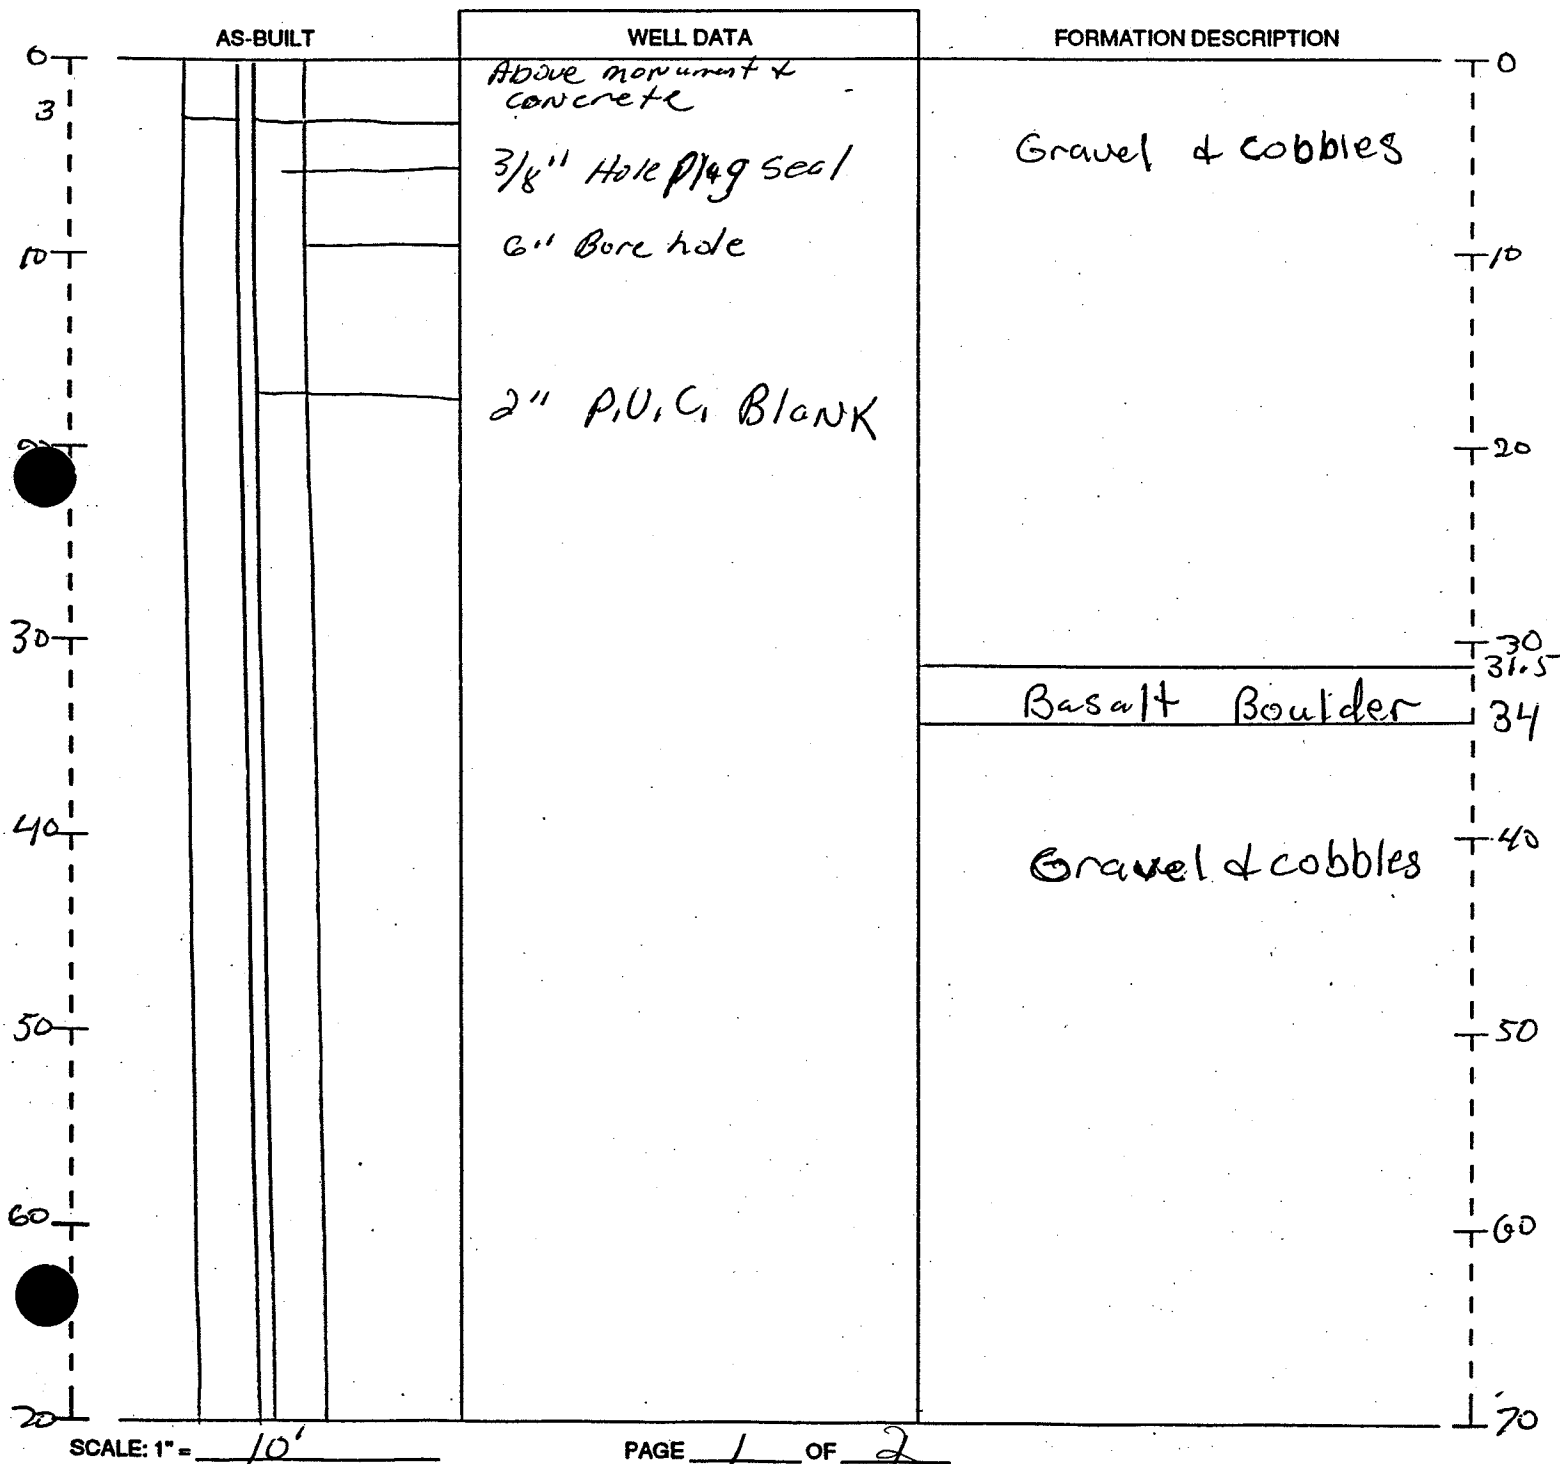 AS-BUILT WELL DATA FORMATION DESCRIPTION
0 Above monument & 0
concrete
3
Gravel & cobbles
3/8" Hole plug seal
6" Bore hole
10 10
2" P.V.C. Blank
20
30 30
31.5
Basalt Boulder 34
40 40
Gravel & cobbles
50 50
60 60
70 70
SCALE: 1" = 10' PAGE 1 OF 2